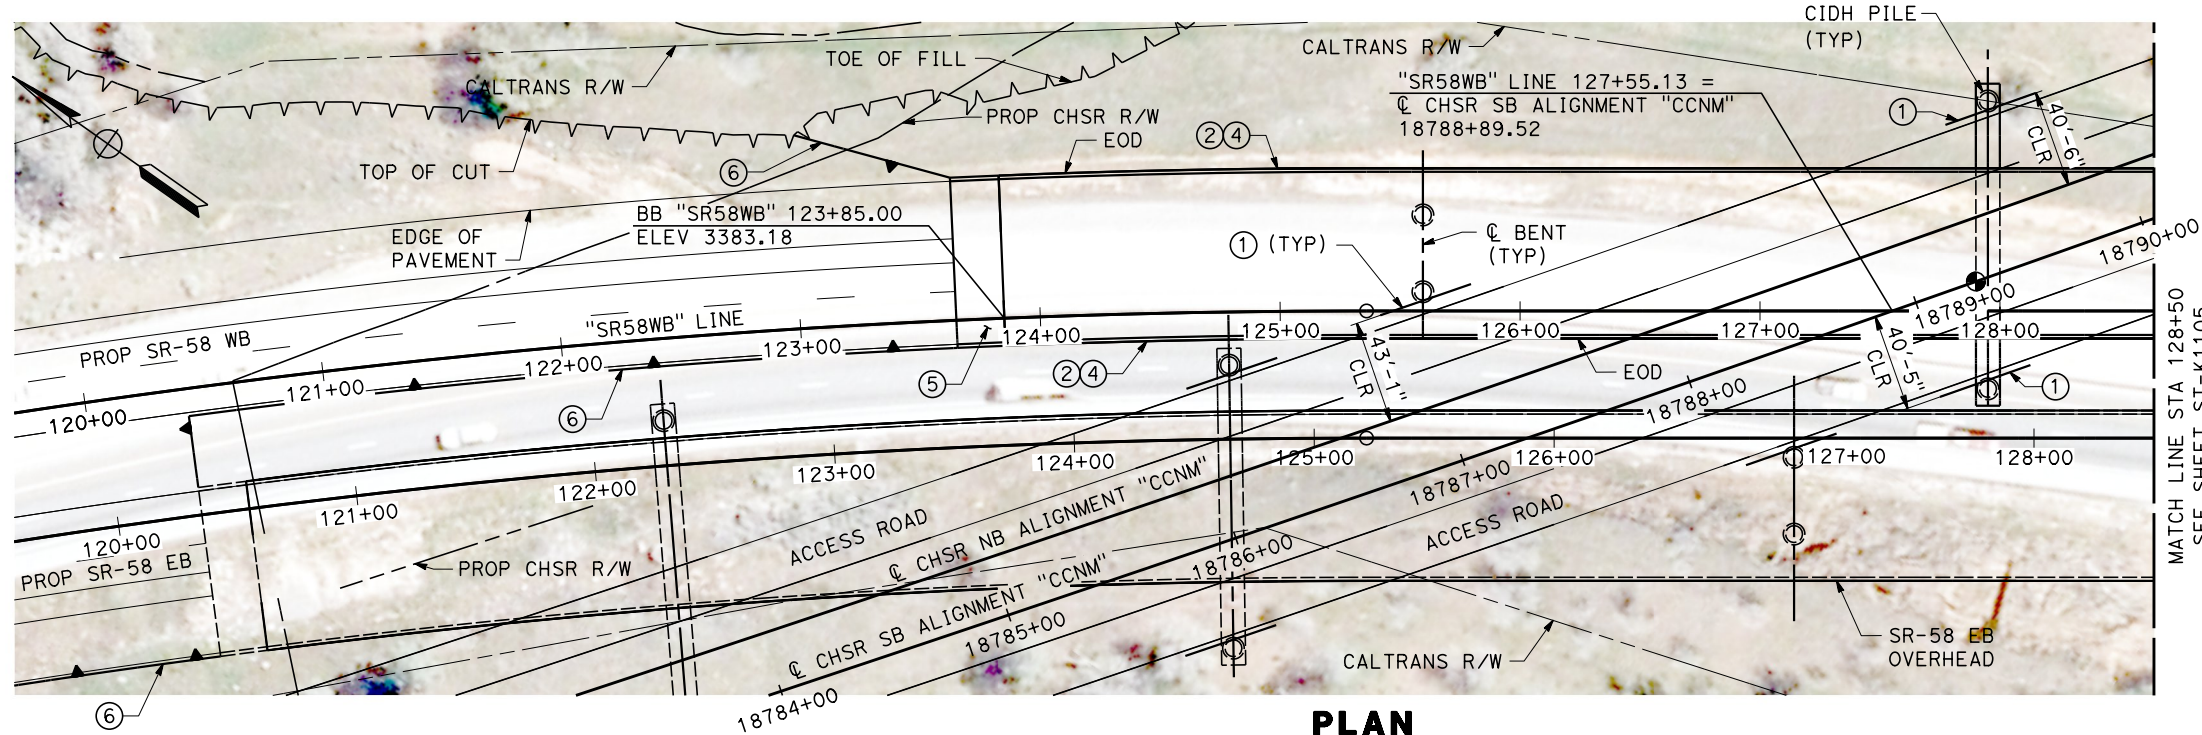 CIDH PILE
(TYP)
TOE OF FILL
CALTRANS R/W
CALTRANS R/W
"SR58WB" LINE 127+55.13 =
℄ CHSR SB ALIGNMENT "CCNM"
18788+89.52
PROP CHSR R/W
EOD
2 4
1
40'-6"
CLR
TOP OF CUT
6
BB "SR58WB" 123+85.00
ELEV 3383.18
EDGE OF
PAVEMENT
1 (TYP)
℄ BENT
(TYP)
18790+00
18789+00
"SR58WB" LINE
PROP SR-58 WB
120+00
121+00
122+00
123+00
124+00
125+00
126+00
127+00
128+00
5
2 4
6
43'-1"
CLR
EOD
40'-5"
CLR
1
18788+00
MATCH LINE STA 128+50
SEE SHEET ST-K1105
120+00
121+00
122+00
123+00
124+00
125+00
126+00
127+00
128+00
18787+00
PROP SR-58 EB
PROP CHSR R/W
ACCESS ROAD
℄ CHSR NB ALIGNMENT "CCNM"
ACCESS ROAD
18786+00
℄ CHSR SB ALIGNMENT "CCNM"
18785+00
SR-58 EB
OVERHEAD
CALTRANS R/W
6
18784+00
PLAN